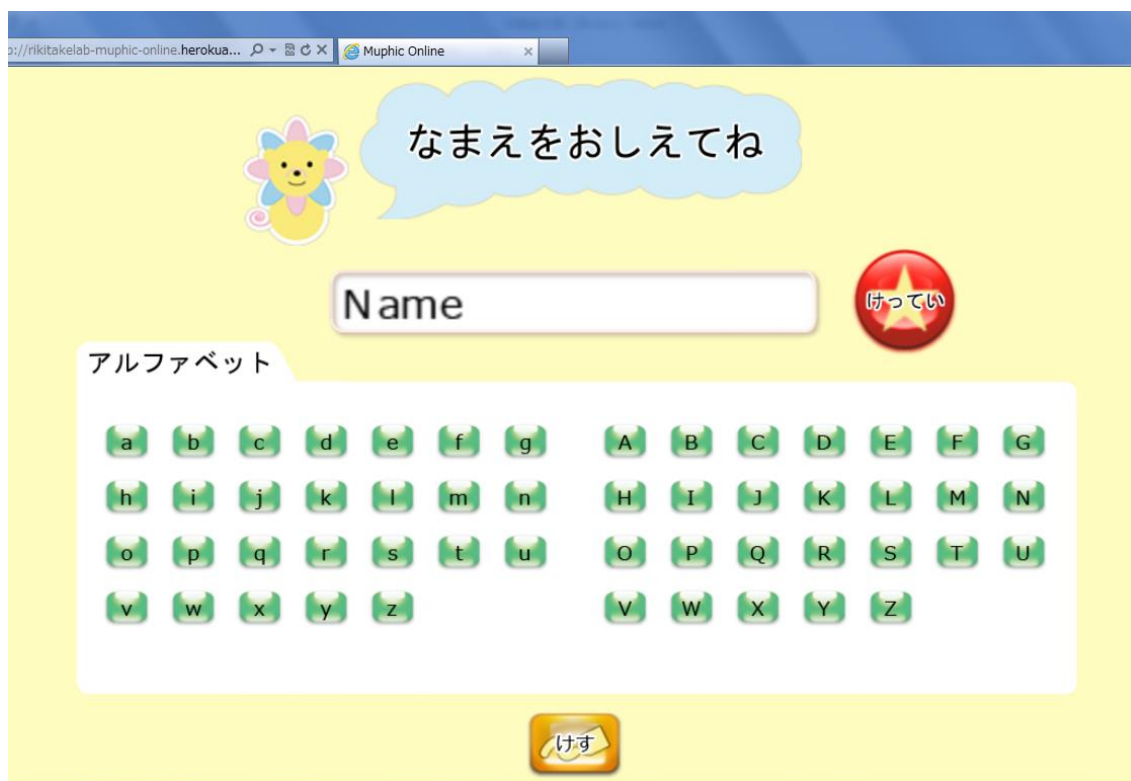 p://rikitakelab-muphic-online.herokua...
Muphic Online
なまえをおしえてね
Name
けってい
アルファベット
a b c d e f g A B C D E F G
h i j k l m n H I J K L M N
o p q r s t u O P Q R S T U
v w x y z V W X Y Z
けす